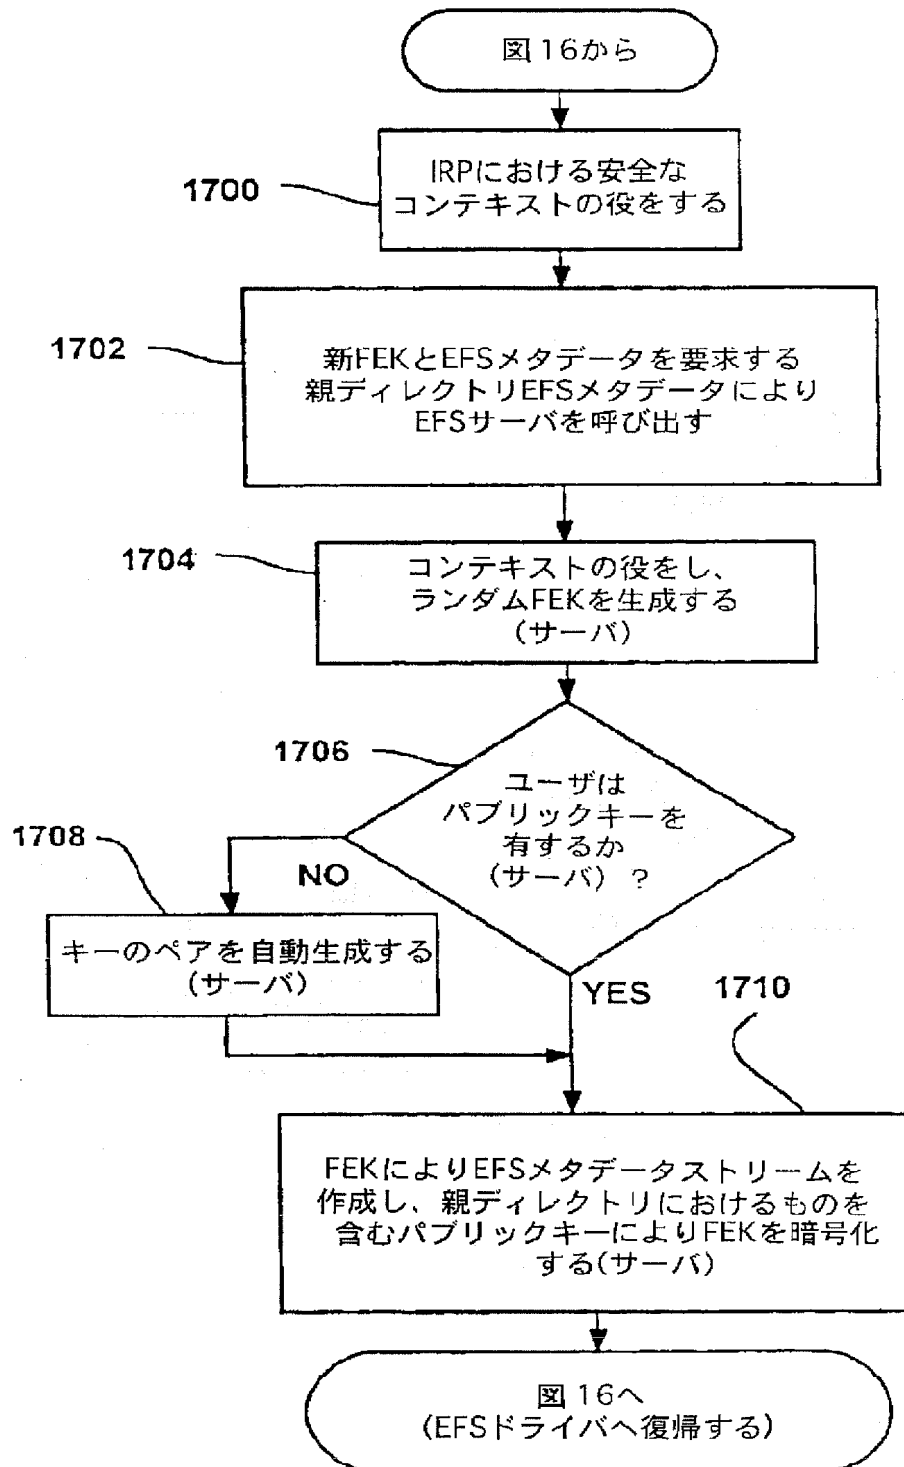 図16から
1700
IRPにおける安全な
コンテキストの役をする
1702
新FEKとEFSメタデータを要求する
親ディレクトリEFSメタデータにより
EFSサーバを呼び出す
1704
コンテキストの役をし、
ランダムFEKを生成する
(サーバ)
1706
ユーザは
パブリックキーを
有するか
(サーバ)?
1708
NO
キーのペアを自動生成する
(サーバ)
YES
1710
FEKによりEFSメタデータストリームを
作成し、親ディレクトリにおけるものを
含むパブリックキーによりFEKを暗号化
する(サーバ)
図16へ
(EFSドライバへ復帰する)